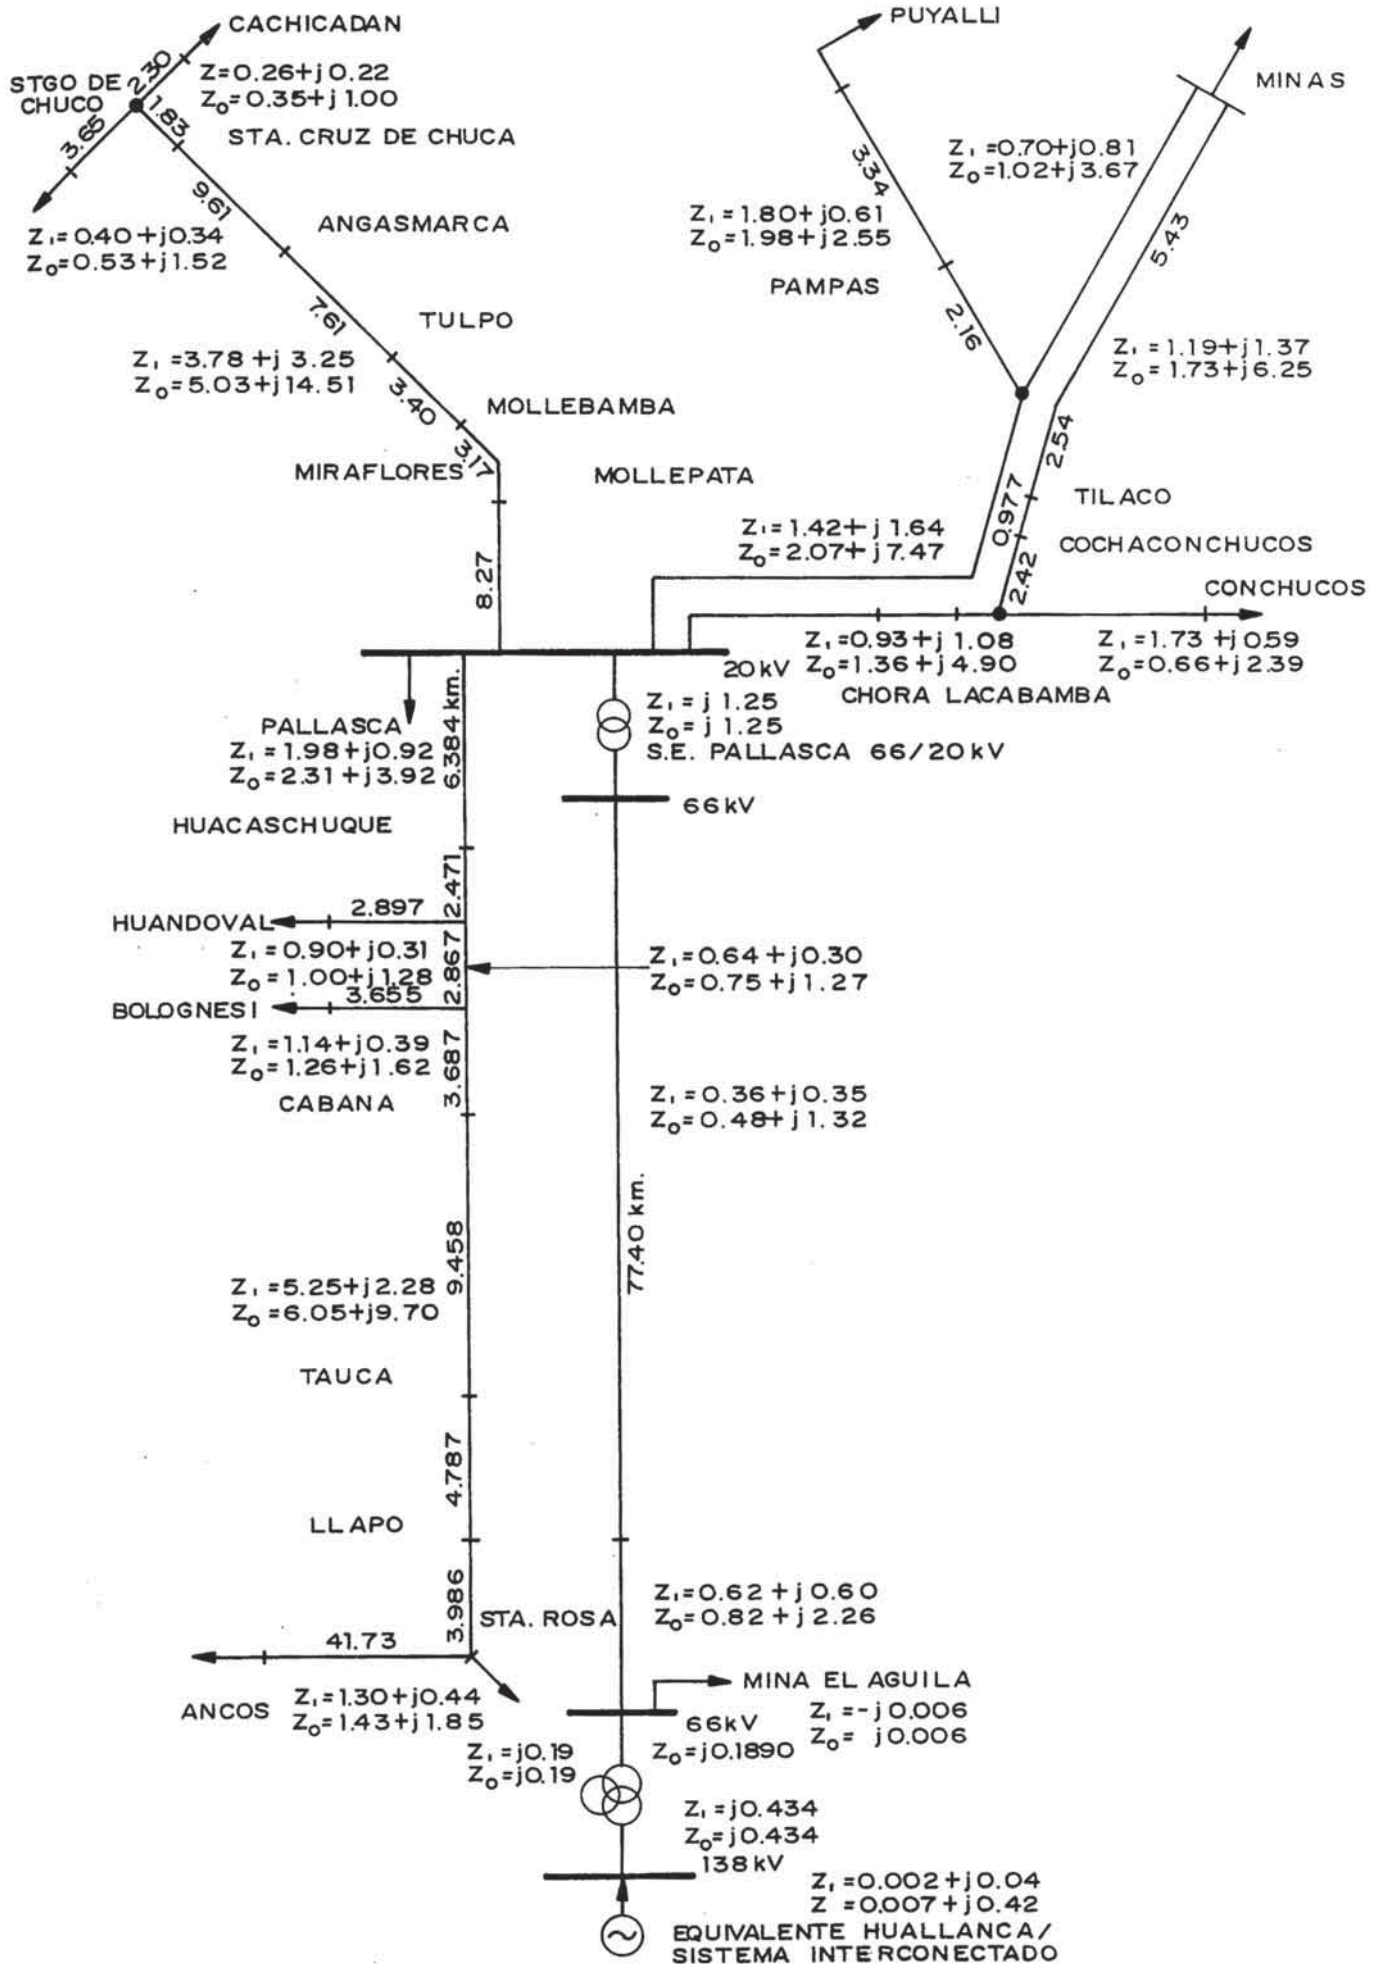 CACHICADAN
PUYALLI
STGO DE
CHUCO
2.30
Z=0.26+j0.22
Z₀=0.35+j1.00
MINAS
1.83
STA. CRUZ DE CHUCA
3.65
9.61
Z₁=0.40+j0.34
Z₀=0.53+j1.52
ANGASMARCA
Z₁=0.70+j0.81
Z₀=1.02+j3.67
3.34
Z₁=1.80+j0.61
Z₀=1.98+j2.55
5.43
PAMPAS
2.16
7.61
TULPO
Z₁=3.78+j3.25
Z₀=5.03+j14.51
Z₁=1.19+j1.37
Z₀=1.73+j6.25
3.40
MOLLEBAMBA
3.17
MIRAFLORES
MOLLEPATA
2.54
0.977
TILACO
Z₁=1.42+j1.64
Z₀=2.07+j7.47
COCHACONCHUCOS
8.27
2.42
CONCHUCOS
Z₁=0.93+j1.08
Z₀=1.36+j4.90
Z₁=1.73+j0.59
Z₀=0.66+j2.39
20kV
CHORA LACABAMBA
Z₁=j1.25
Z₀=j1.25
S.E. PALLASCA 66/20kV
PALLASCA
Z₁=1.98+j0.92
Z₀=2.31+j3.92
6.384 km.
66kV
HUACASCHUQUE
2.471
HUANDOVAL
2.897
Z₁=0.90+j0.31
Z₀=1.00+j1.28
2.867
Z₁=0.64+j0.30
Z₀=0.75+j1.27
BOLOGNESI
3.655
Z₁=1.14+j0.39
Z₀=1.26+j1.62
3.687
CABANA
Z₁=0.36+j0.35
Z₀=0.48+j1.32
9.458
77.40 km.
Z₁=5.25+j2.28
Z₀=6.05+j9.70
TAUCA
4.787
LLAPO
3.986
STA. ROSA
Z₁=0.62+j0.60
Z₀=0.82+j2.26
41.73
ANCOS
Z₁=1.30+j0.44
Z₀=1.43+j1.85
MINA EL AGUILA
Z₁=-j0.006
Z₀= j0.006
66kV
Z₀=j0.1890
Z₁=j0.19
Z₀=j0.19
Z₁=j0.434
Z₀=j0.434
138kV
Z₁=0.002+j0.04
Z =0.007+j0.42
EQUIVALENTE HUALLANCA/
SISTEMA INTERCONECTADO